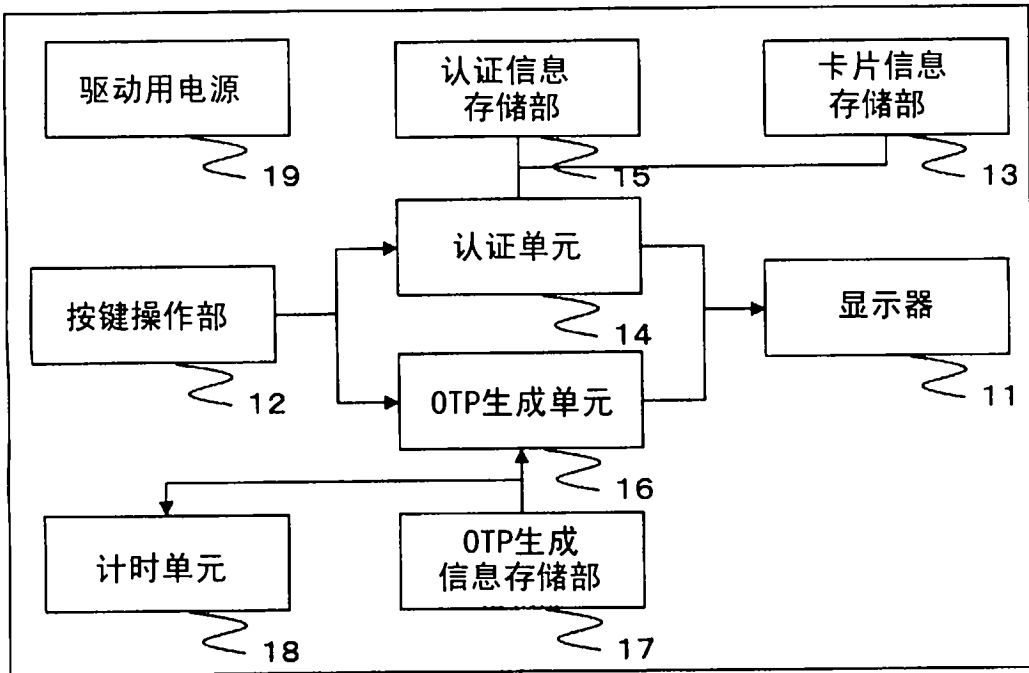 驱动用电源
19
认证信息
存储部
15
卡片信息
存储部
13
按键操作部
12
认证单元
14
显示器
11
OTP生成单元
16
计时单元
18
OTP生成
信息存储部
17